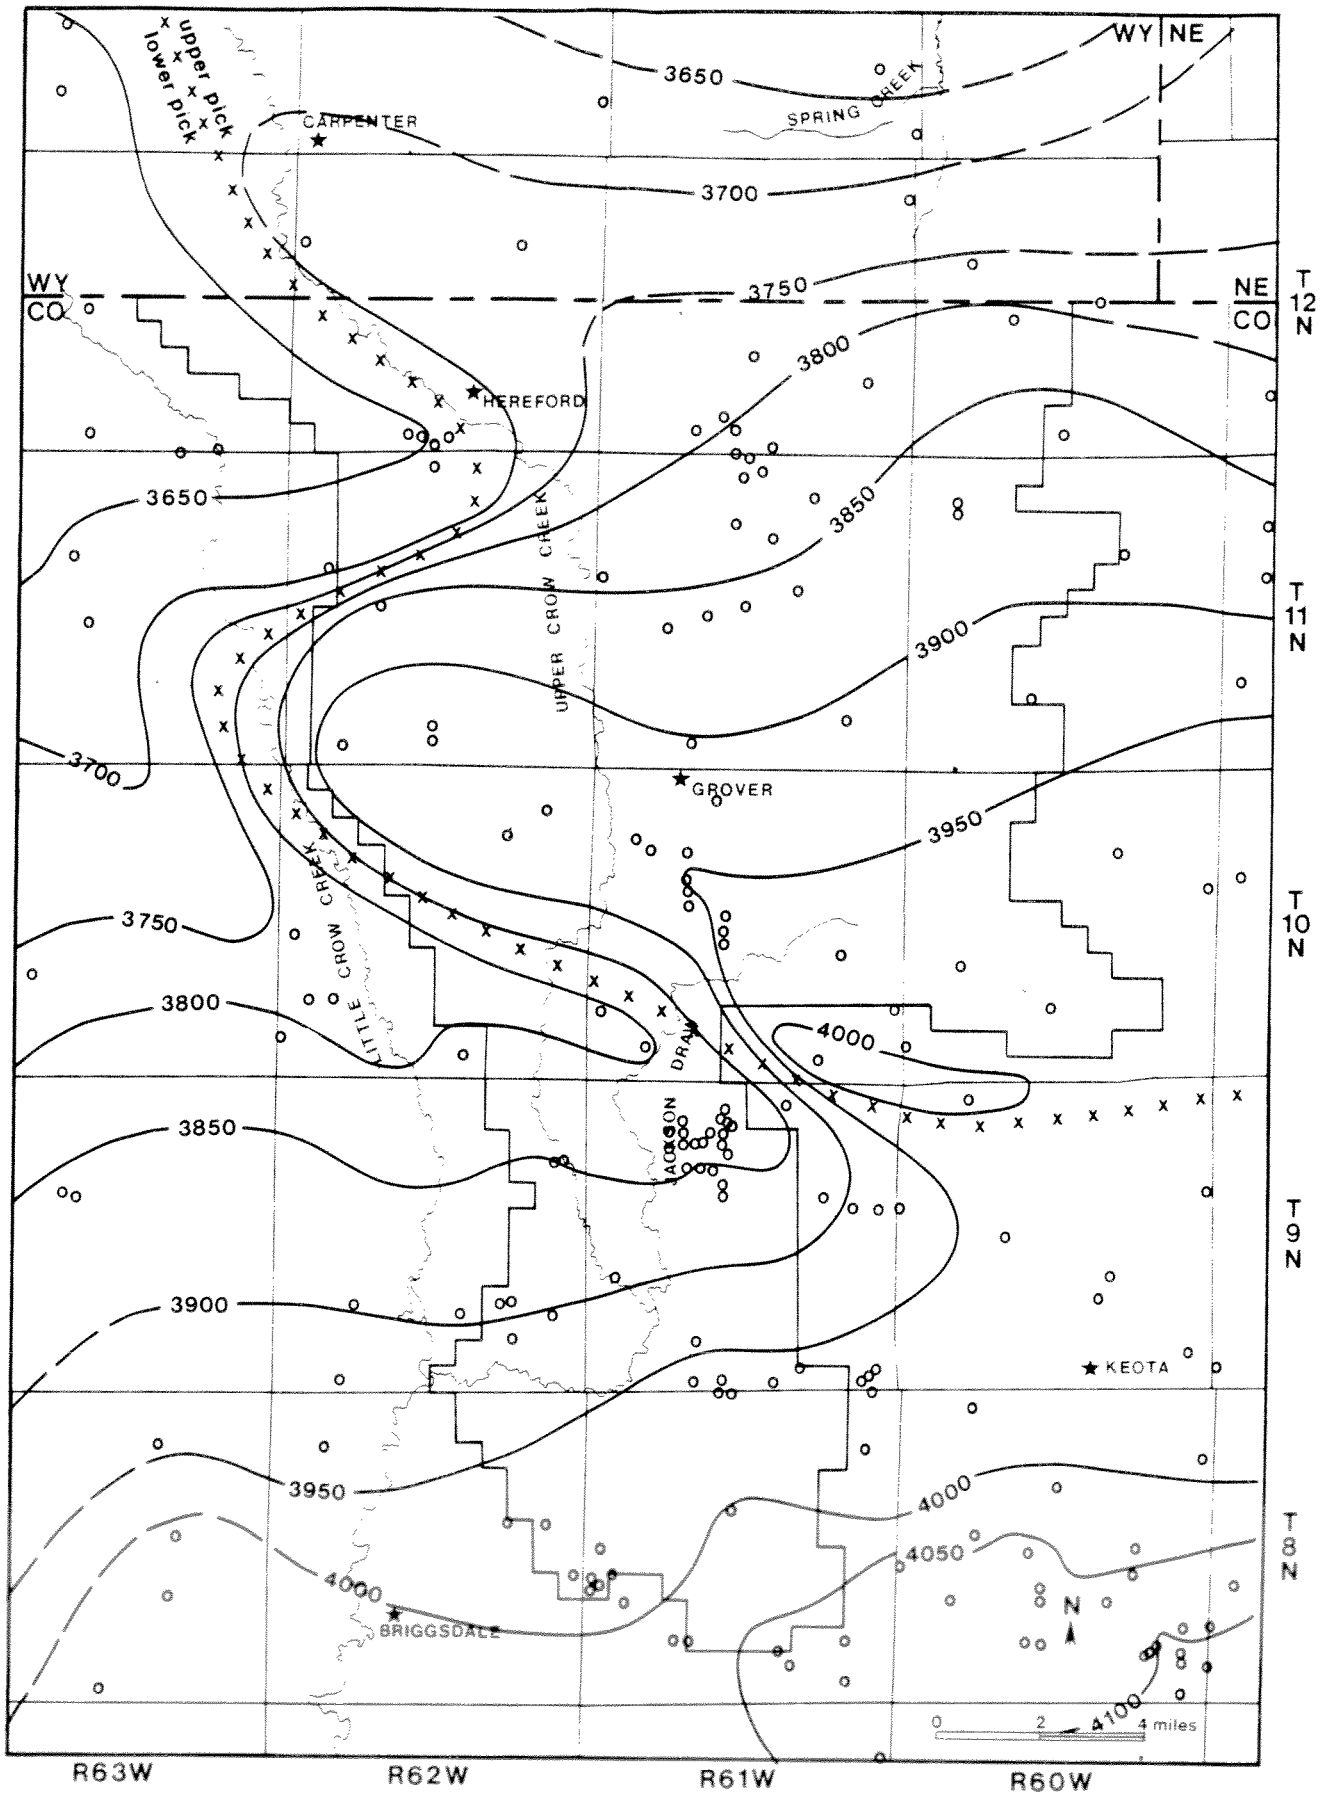 upper pick
lower pick
WY NE
3650
SPRING CREEK
CARPENTER
3700
WY
CO
3750
NE
CO
T
12
N
3800
HEREFORD
3650
3850
UPPER CROW CREEK
T
11
N
3900
3700
GROVER
3950
LITTLE CROW CREEK
3750
T
10
N
3800
4000
JACKSON DRAW
3850
T
9
N
3900
KEOTA
3950
4000
4050
T
8
N
4000
BRIGGSDALE
N
4100
0 2 4 miles
R63W R62W R61W R60W